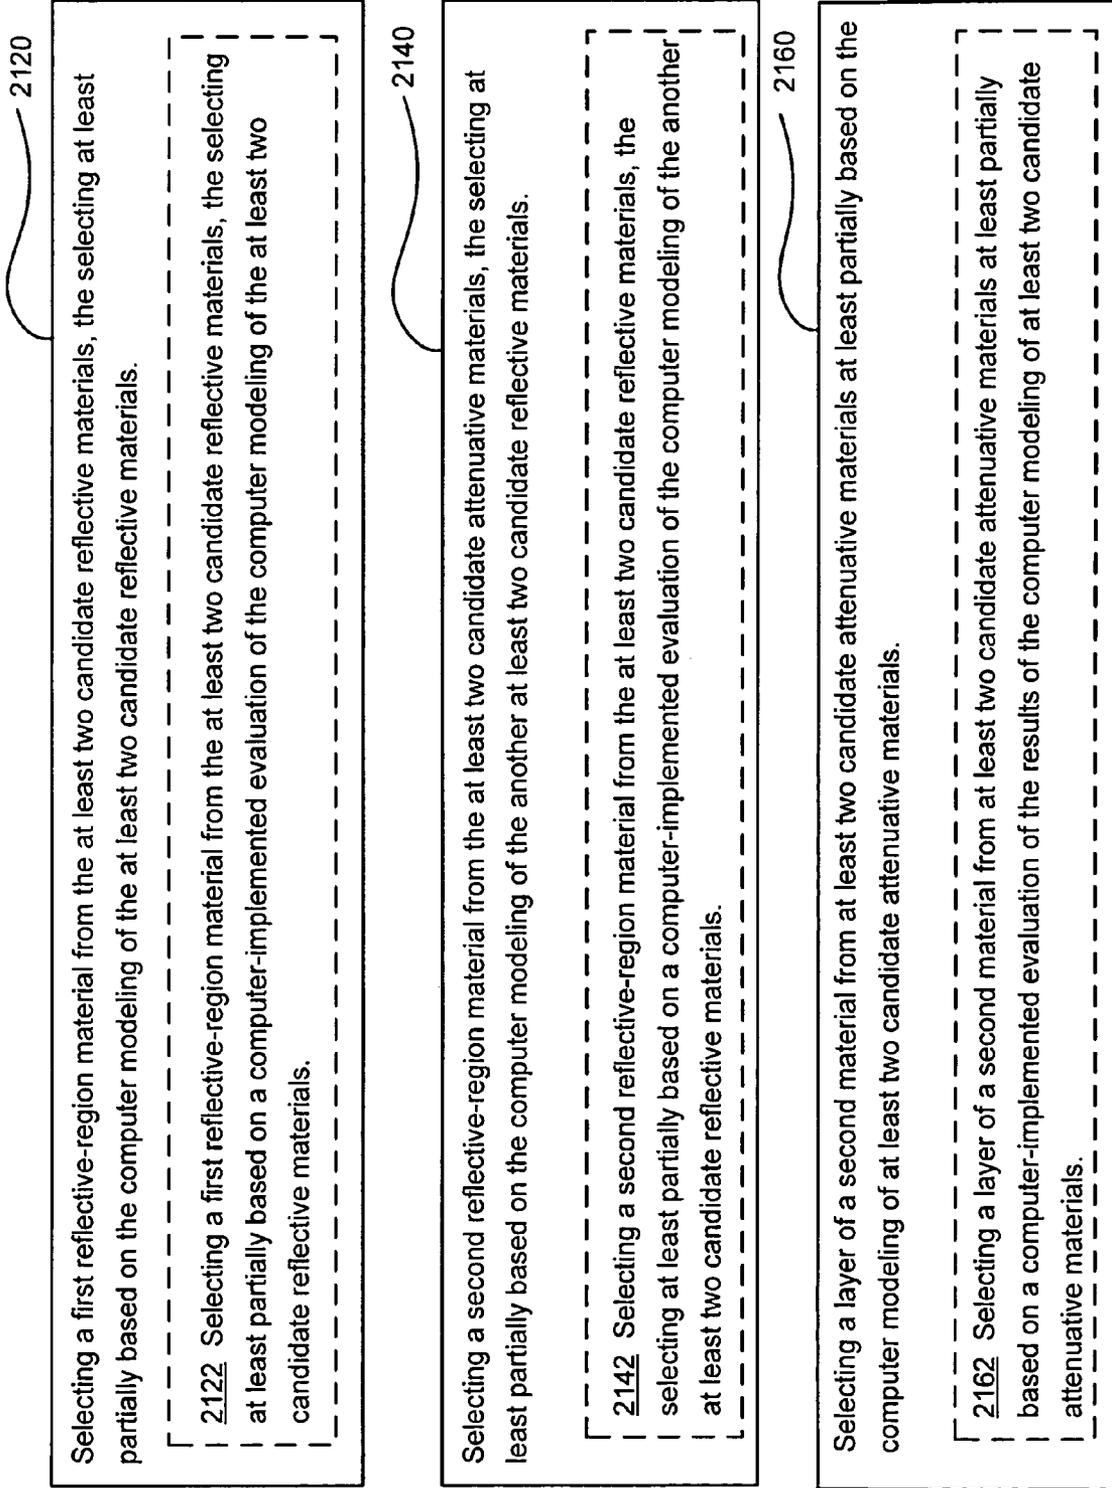 2120
Selecting a first reflective-region material from the at least two candidate reflective materials, the selecting at least
partially based on the computer modeling of the at least two candidate reflective materials.
2122 Selecting a first reflective-region material from the at least two candidate reflective materials, the selecting
at least partially based on a computer-implemented evaluation of the computer modeling of the at least two
candidate reflective materials.
2140
Selecting a second reflective-region material from the at least two candidate attenuative materials, the selecting at
least partially based on the computer modeling of the another at least two candidate reflective materials.
2142 Selecting a second reflective-region material from the at least two candidate reflective materials, the
selecting at least partially based on a computer-implemented evaluation of the computer modeling of the another
at least two candidate reflective materials.
2160
Selecting a layer of a second material from at least two candidate attenuative materials at least partially based on the
computer modeling of at least two candidate attenuative materials.
2162 Selecting a layer of a second material from at least two candidate attenuative materials at least partially
based on a computer-implemented evaluation of the results of the computer modeling of at least two candidate
attenuative materials.